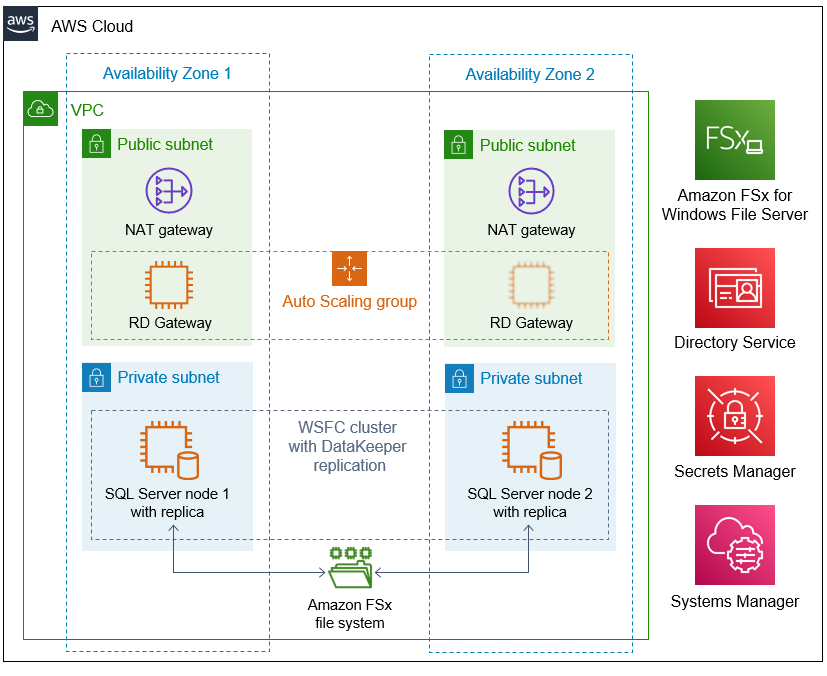 aws
AWS Cloud
Availability Zone 1
Availability Zone 2
VPC
Public subnet
Public subnet
NAT gateway
NAT gateway
RD Gateway
Auto Scaling group
RD Gateway
Private subnet
Private subnet
WSFC cluster
with DataKeeper
replication
SQL Server node 1
with replica
SQL Server node 2
with replica
Amazon FSx
file system
FSx
Amazon FSx for
Windows File Server
Directory Service
Secrets Manager
Systems Manager